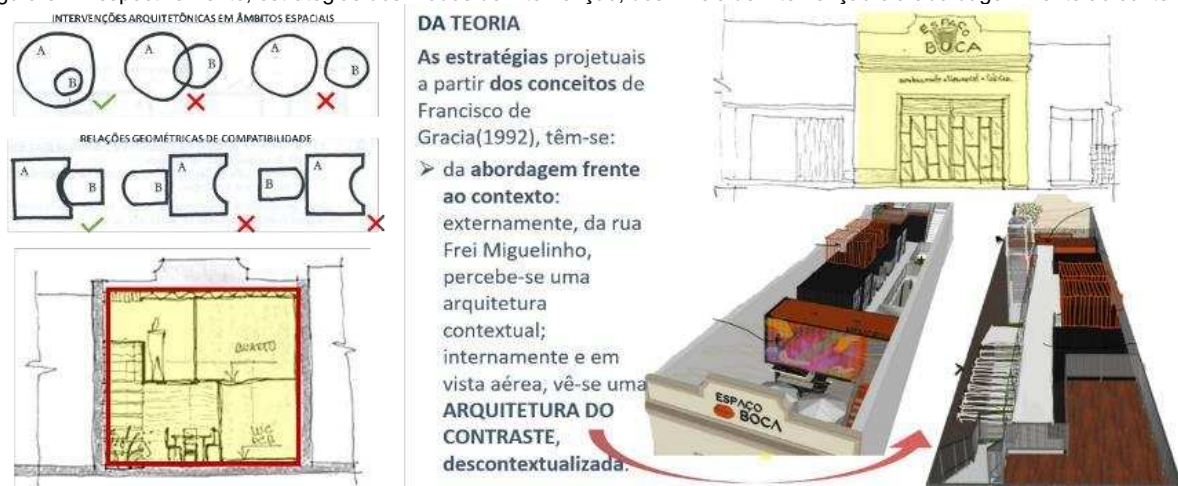 INTERVENÇÕES ARQUITETÔNICAS EM ÂMBITOS ESPACIAIS
A
B
A
B
A
B
RELAÇÕES GEOMÉTRICAS DE COMPATIBILIDADE
A
B
B
A
B
A
QUARTO
DA TEORIA
As estratégias projetuais
a partir dos conceitos de
Francisco de
Gracia(1992), têm-se:
➢ da abordagem frente
ao contexto:
externamente, da rua
Frei Miguelinho,
percebe-se uma
arquitetura
contextual;
internamente e em
vista aérea, vê-se uma
ARQUITETURA DO
CONTRASTE,
descontextualizada.
ESPAÇO
BOCA
ESPAÇO
BOCA